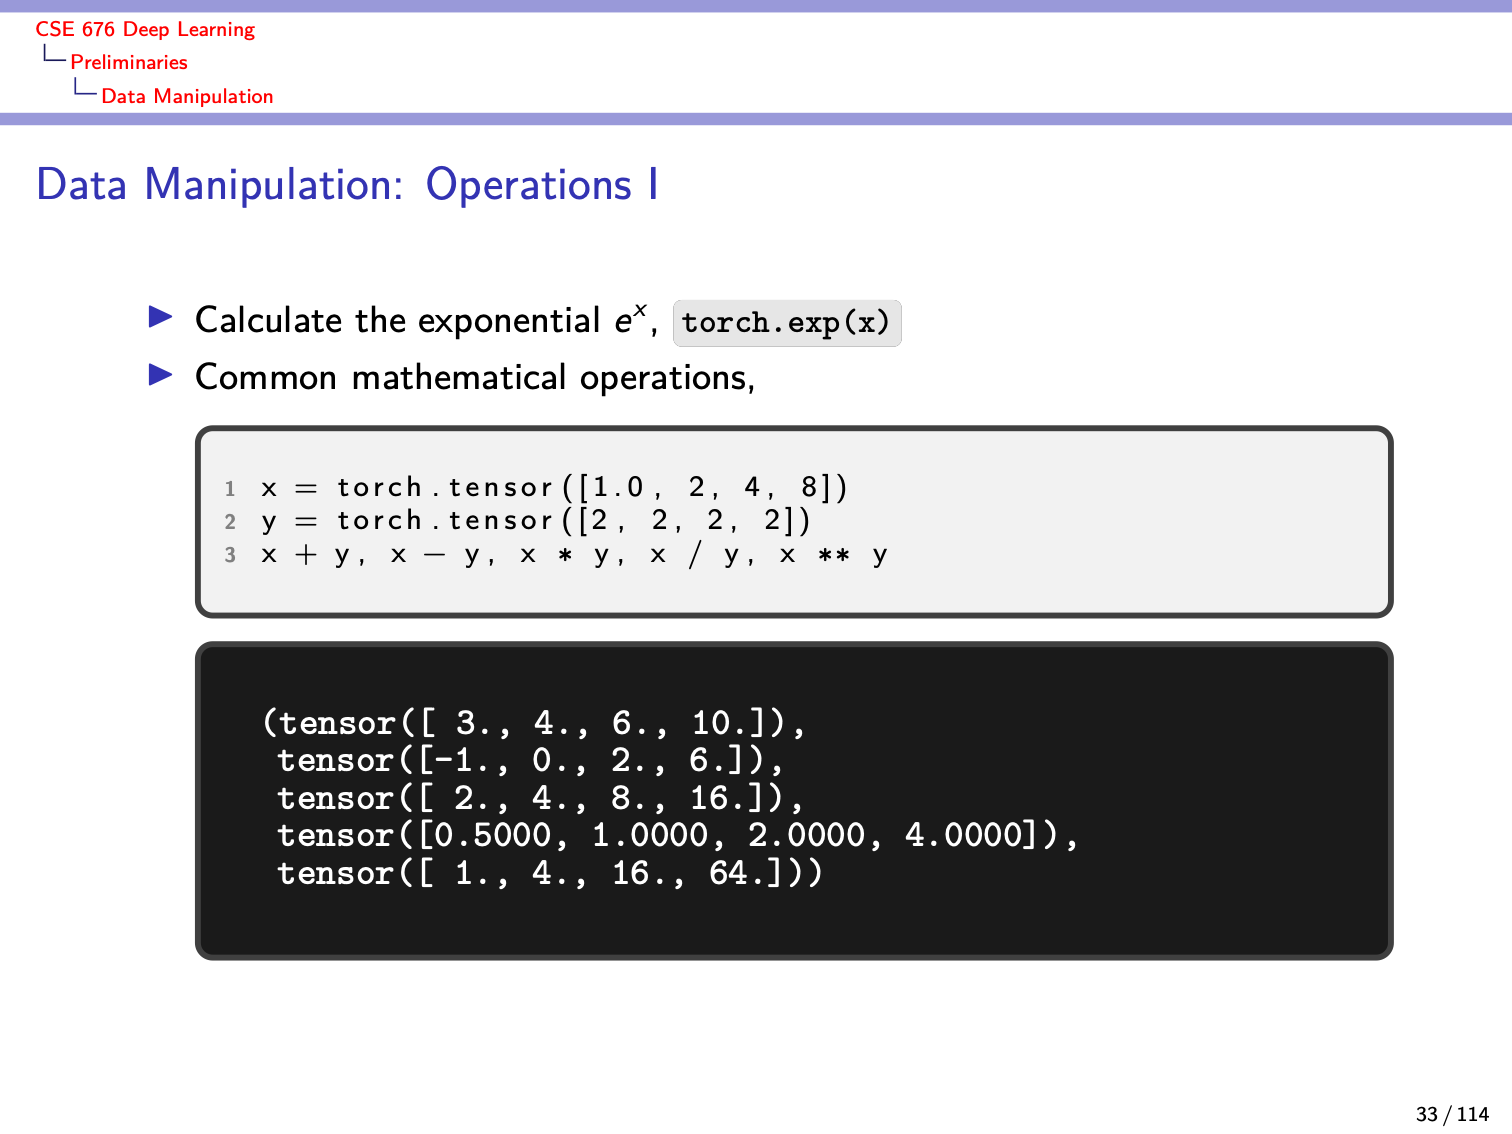 CSE 676 Deep Learning
Preliminaries
Data Manipulation
Data Manipulation: Operations I
Calculate the exponential eˣ, torch.exp(x)
Common mathematical operations,
1 x = torch.tensor([1.0, 2, 4, 8])
2 y = torch.tensor([2, 2, 2, 2])
3 x + y, x − y, x * y, x / y, x ** y
(tensor([ 3., 4., 6., 10.]),
tensor([-1., 0., 2., 6.]),
tensor([ 2., 4., 8., 16.]),
tensor([0.5000, 1.0000, 2.0000, 4.0000]),
tensor([ 1., 4., 16., 64.]))
33 / 114